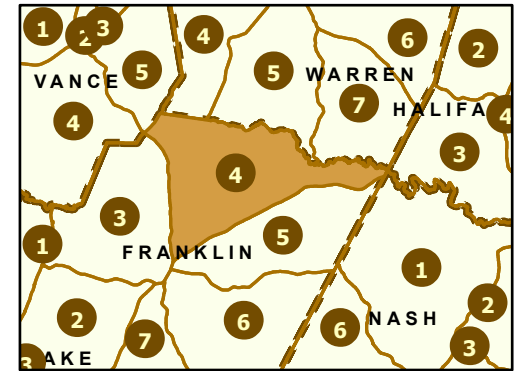 1 2 3 4 6 2
5 5 WARREN
VANCE
7 HALIFA 4
4
3
4
3
5
1 FRANKLIN
1
2 6 6 NASH 2
7 3
3 AKE